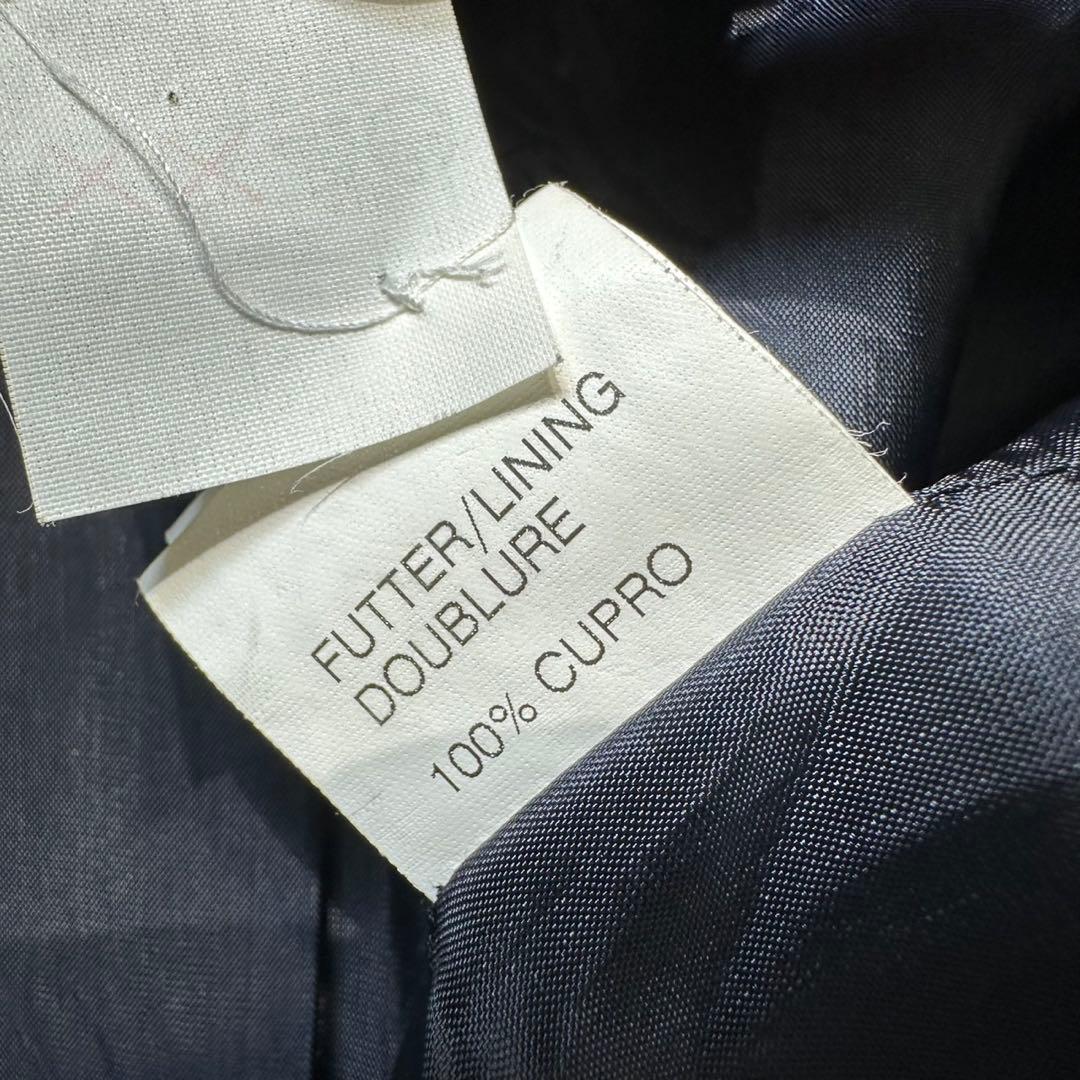 FUTTER/LINING
DOUBLURE
100% CUPRO